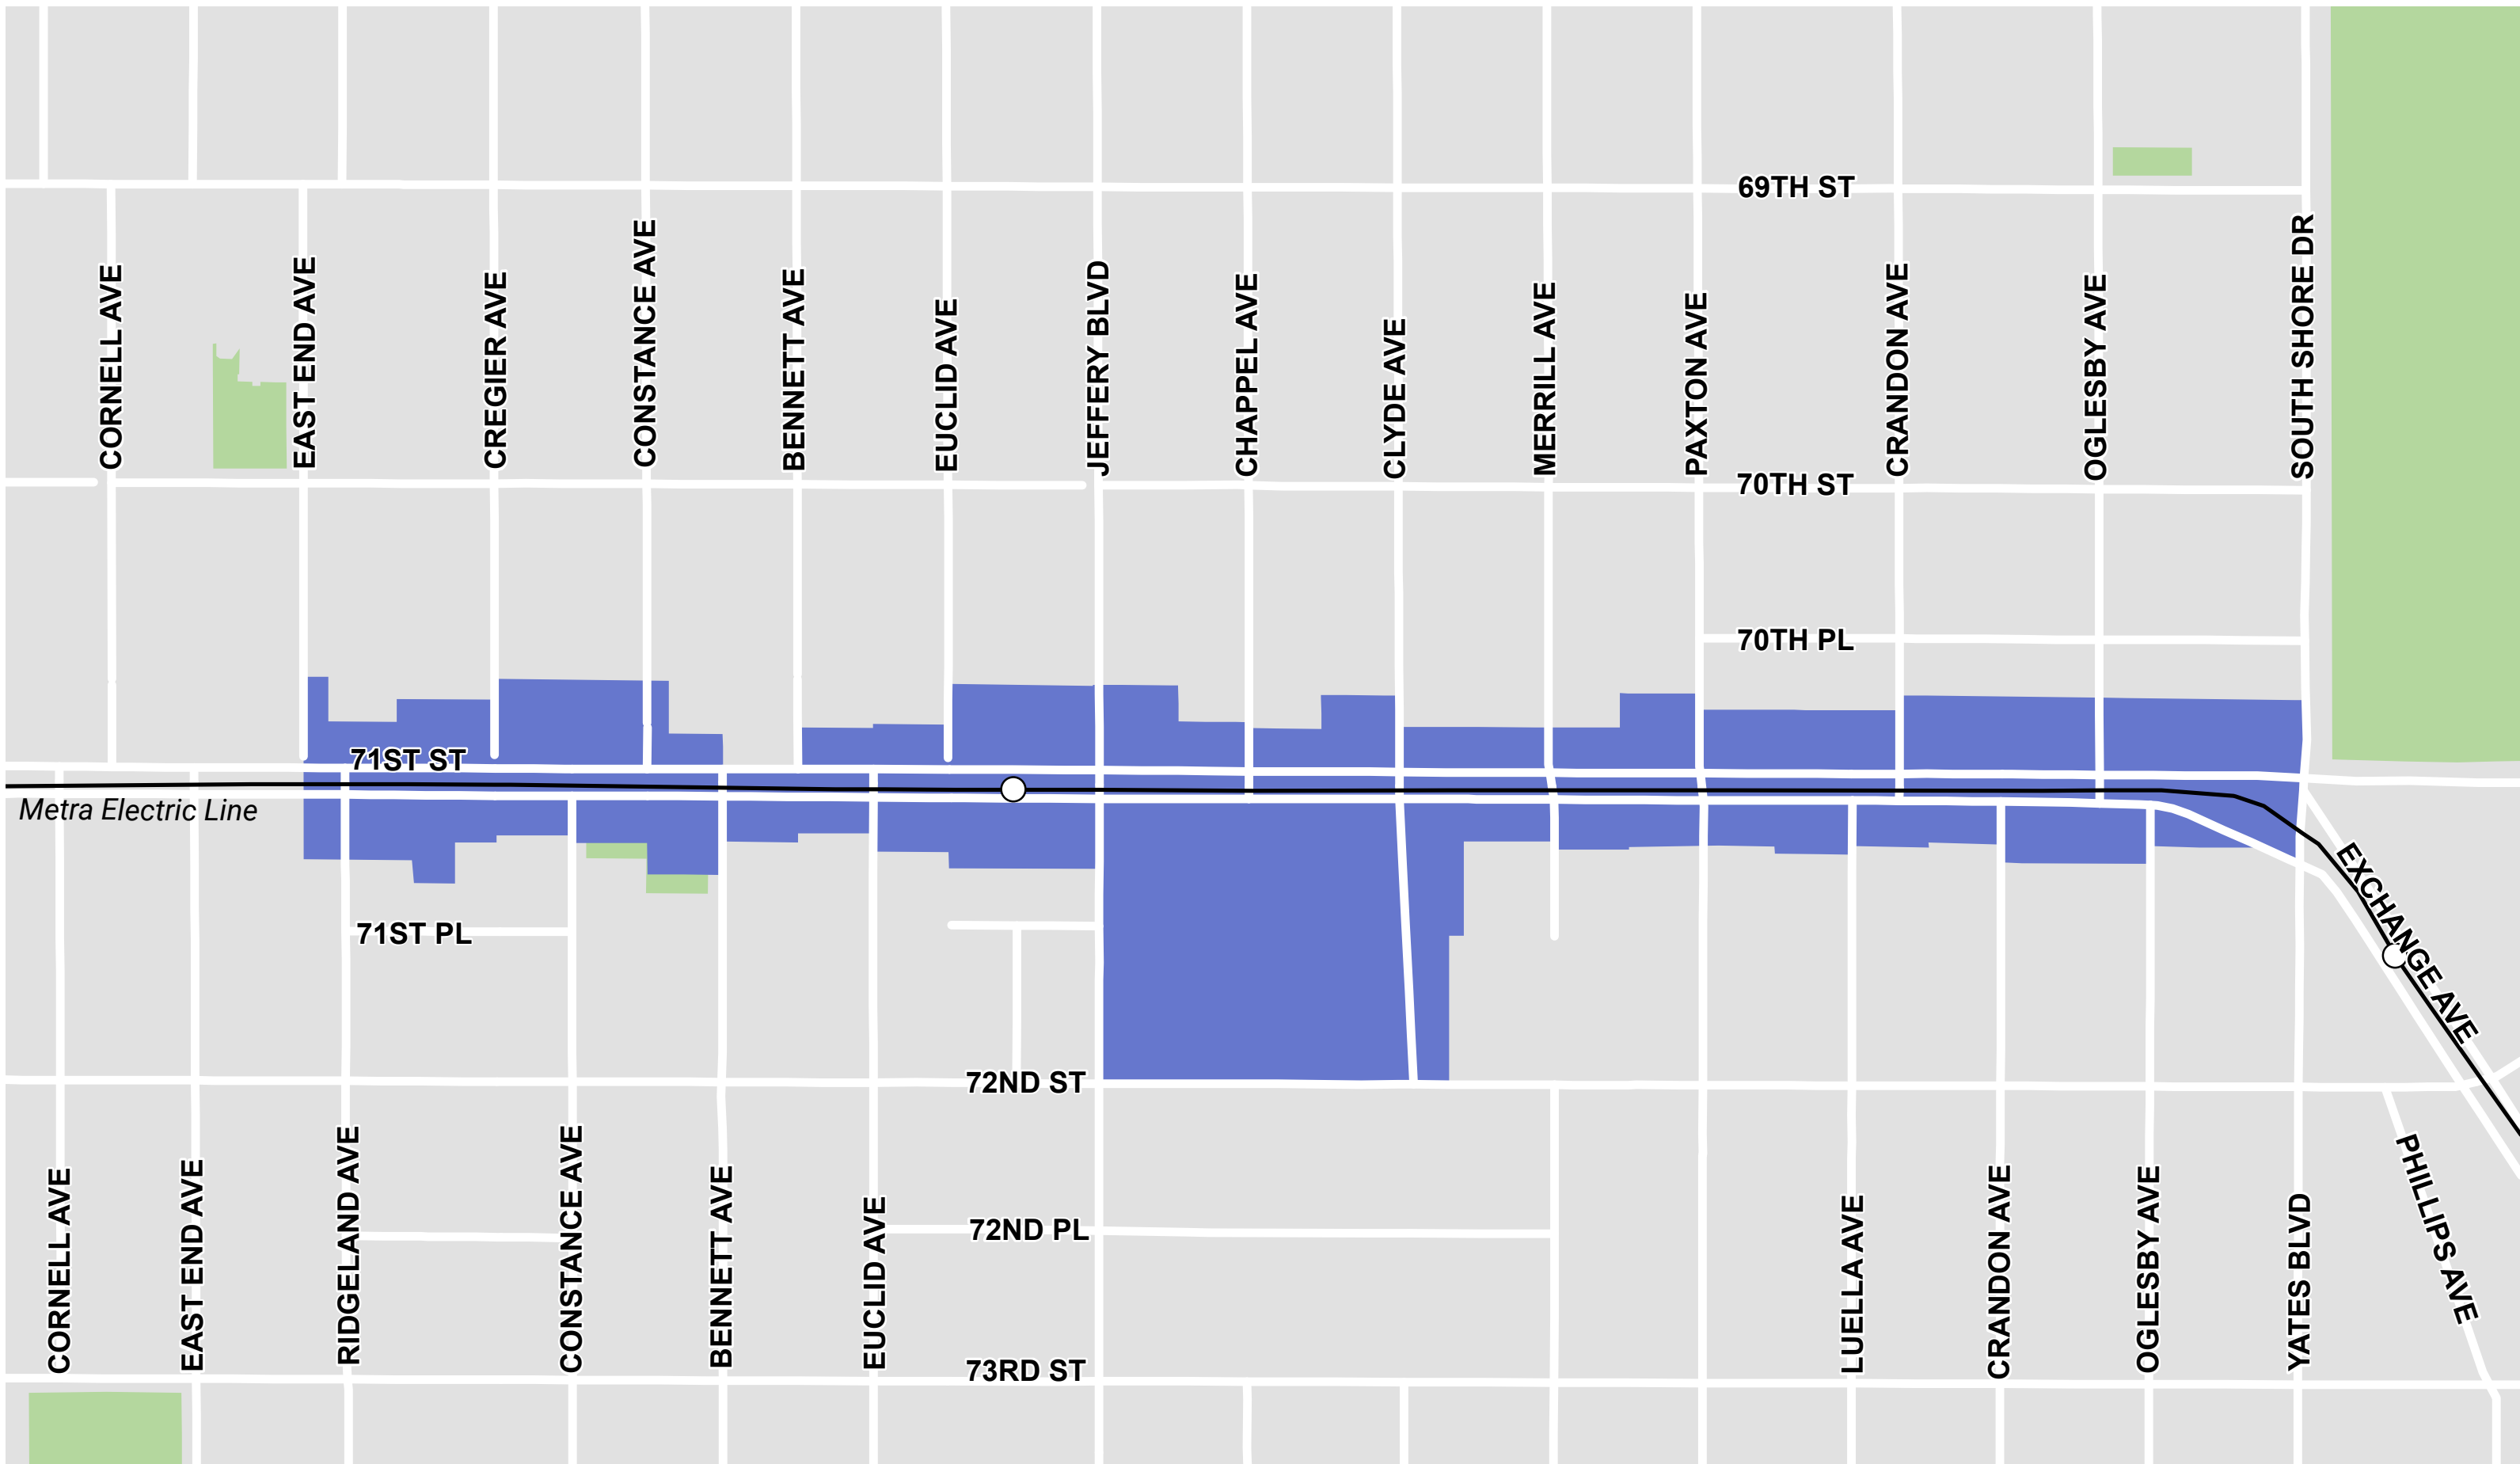 69TH ST
CORNELL AVE
EAST END AVE
CREGIER AVE
CONSTANCE AVE
BENNETT AVE
EUCLID AVE
JEFFERY BLVD
CHAPPEL AVE
CLYDE AVE
MERRILL AVE
PAXTON AVE
CRANDON AVE
OGLESBY AVE
SOUTH SHORE DR
70TH ST
70TH PL
71ST ST
Metra Electric Line
EXCHANGE AVE
71ST PL
72ND ST
CORNELL AVE
EAST END AVE
RIDGELAND AVE
CONSTANCE AVE
BENNETT AVE
EUCLID AVE
72ND PL
LUELLA AVE
CRANDON AVE
OGLESBY AVE
YATES BLVD
PHILIPS AVE
73RD ST